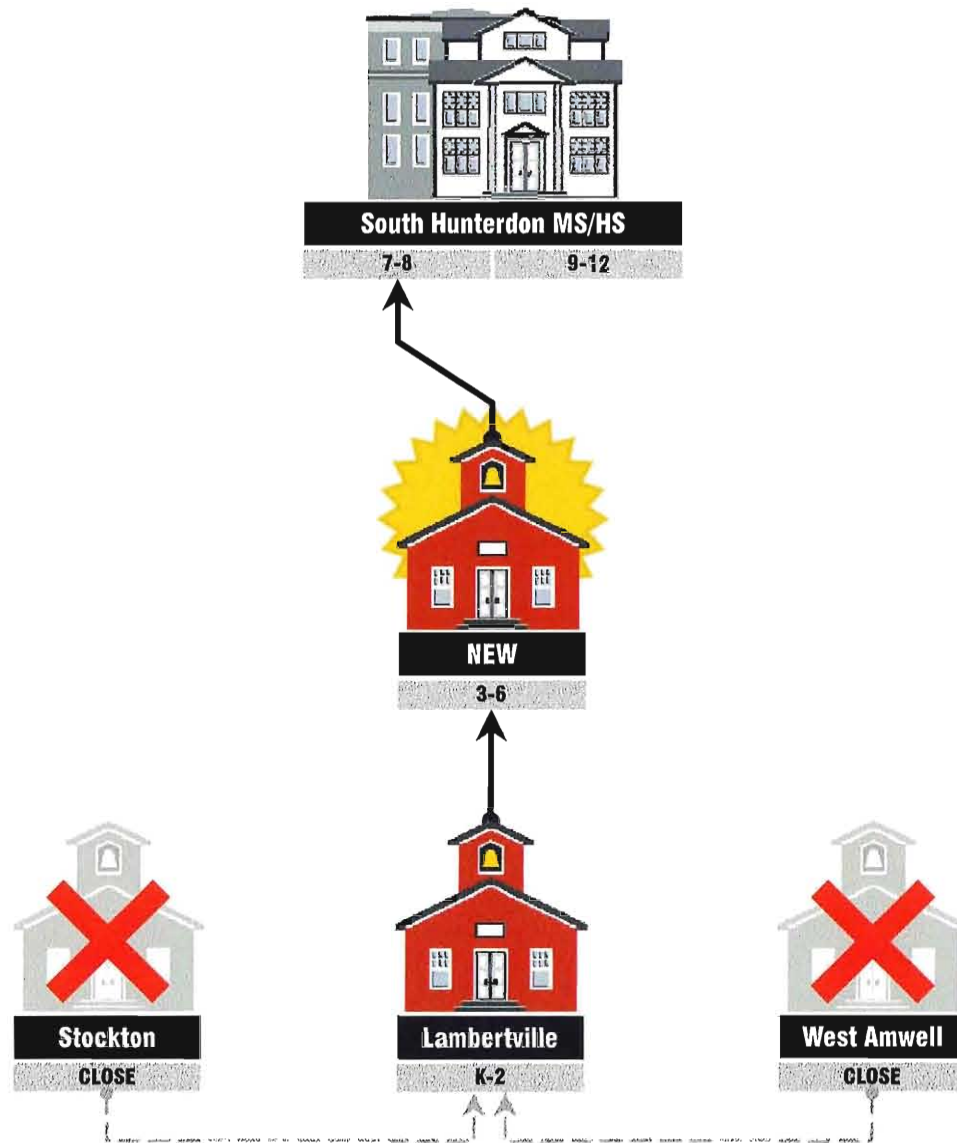 South Hunterdon MS/HS
7-8 9-12
NEW
3-6
Stockton Lambertville West Amwell
CLOSE K-2 CLOSE